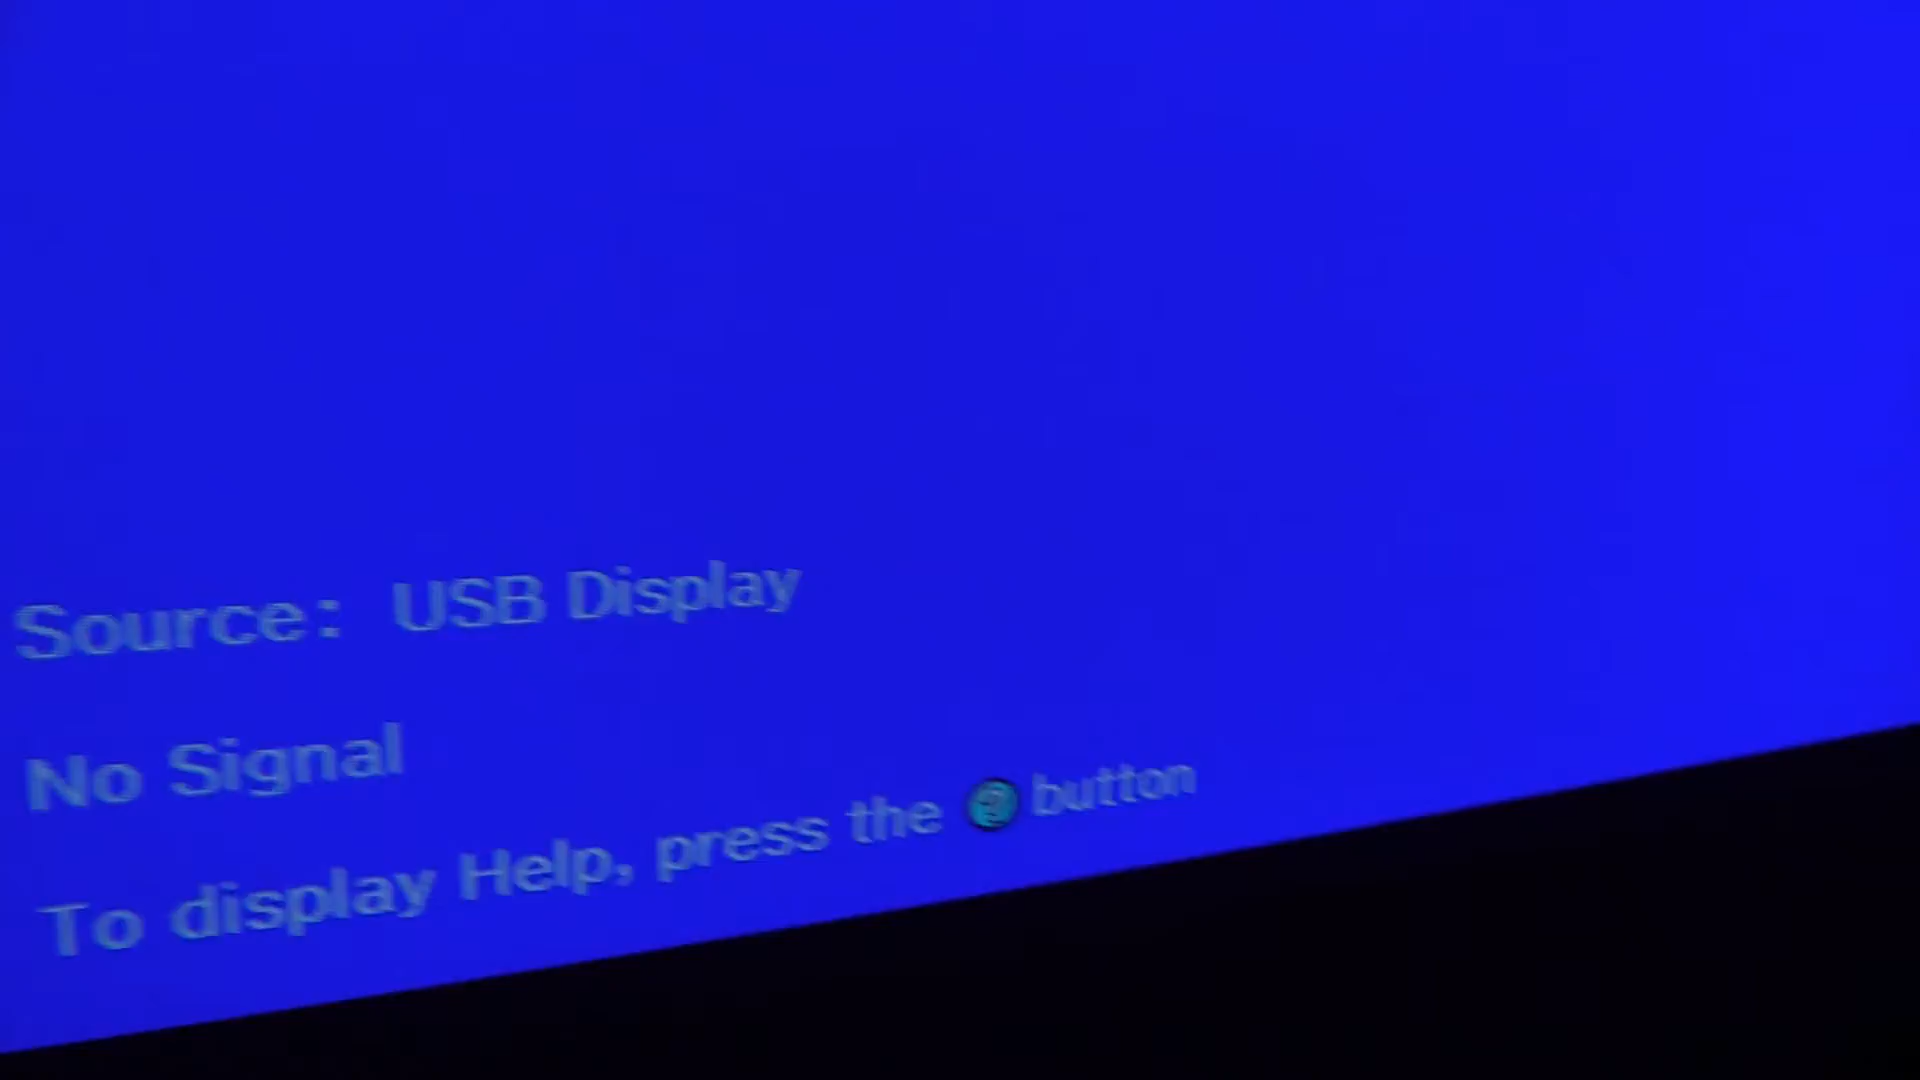 Source: USB Display
No Signal
To display Help, press the ? button